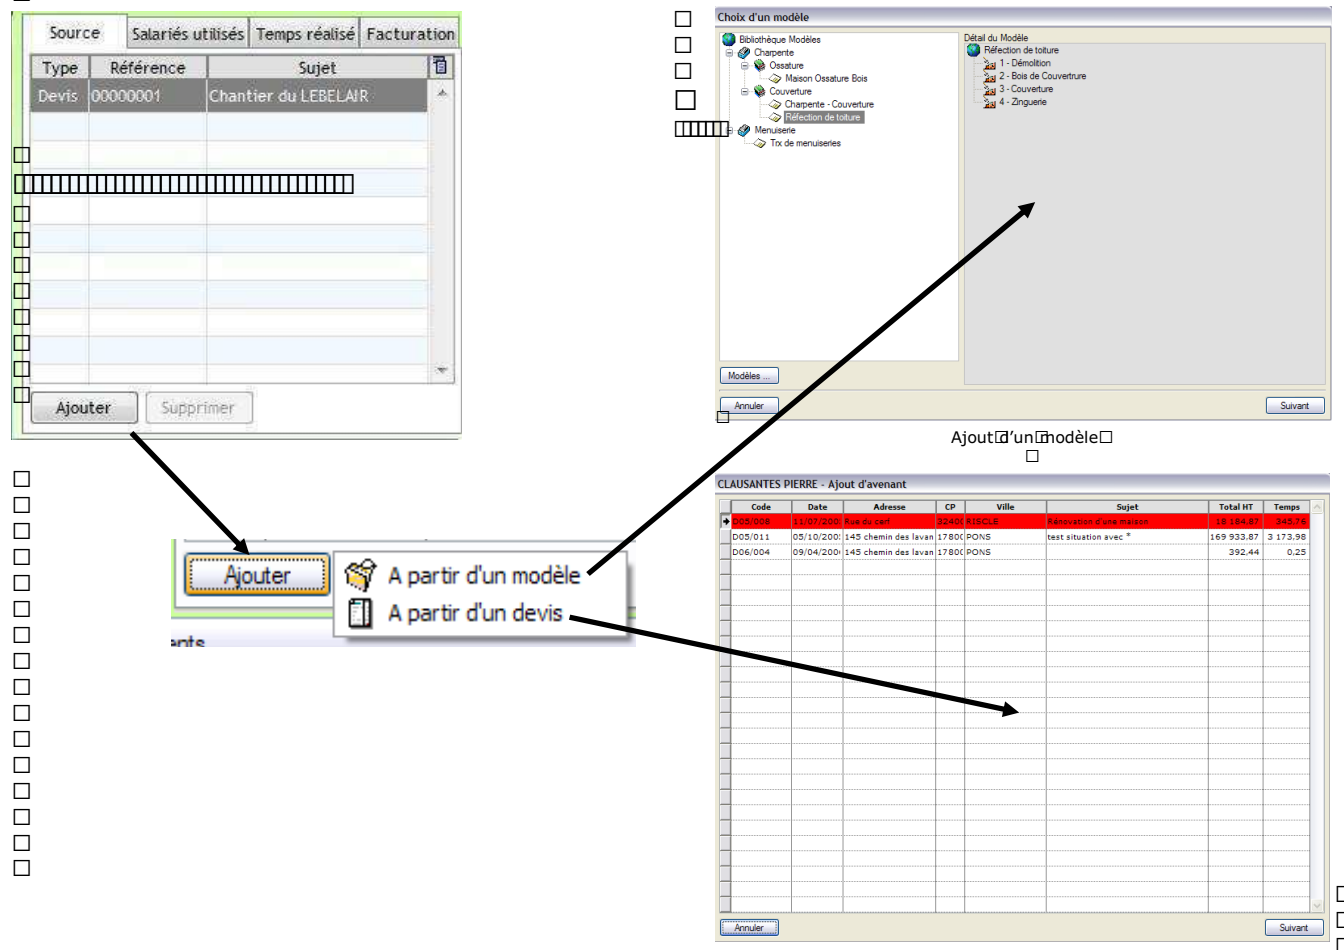 Source Salariés utilisés Temps réalisé Facturation
Type Référence Sujet
Devis 00000001 Chantier du LEBELAIR
Ajouter Supprimer
Choix d'un modèle
Bibliothèque Modèles
Charpente
Ossature
Maison Ossature Bois
Couverture
Charpente - Couverture
Réfection de toiture
Menuiserie
Trx de menuiseries
Détail du Modèle
Réfection de toiture
1 - Démolition
2 - Bois de Couvertrure
3 - Couverture
4 - Zinguerie
Modèles ...
Annuler Suivant
Ajout d’un modèle
Ajouter
A partir d'un modèle
A partir d'un devis
ents
CLAUSANTES PIERRE - Ajout d'avenant
Code Date Adresse CP Ville Sujet Total HT Temps
D05/008 11/07/200 Rue du cerf 3240 RISCLE Rénovation d'une maison 18 184.87 345.76
D05/011 05/10/200 145 chemin des lavan 1780 PONS test situation avec * 169 933.87 3 173.98
D06/004 09/04/200 145 chemin des lavan 1780 PONS 392,44 0.25
Annuler Suivant